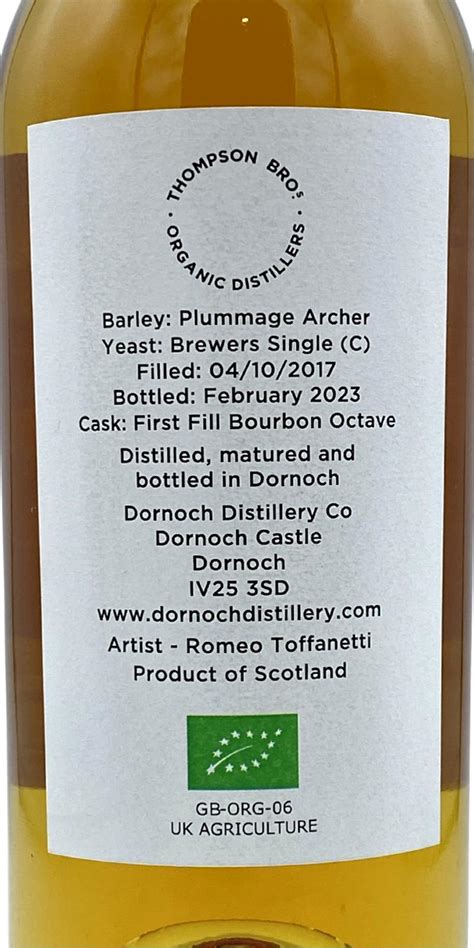 THOMPSON BROS
ORGANIC DISTILLERS
Barley: Plummage Archer
Yeast: Brewers Single (C)
Filled: 04/10/2017
Bottled: February 2023
Cask: First Fill Bourbon Octave
Distilled, matured and
bottled in Dornoch
Dornoch Distillery Co
Dornoch Castle
Dornoch
IV25 3SD
www.dornochdistillery.com
Artist - Romeo Toffanetti
Product of Scotland
GB-ORG-06
UK AGRICULTURE